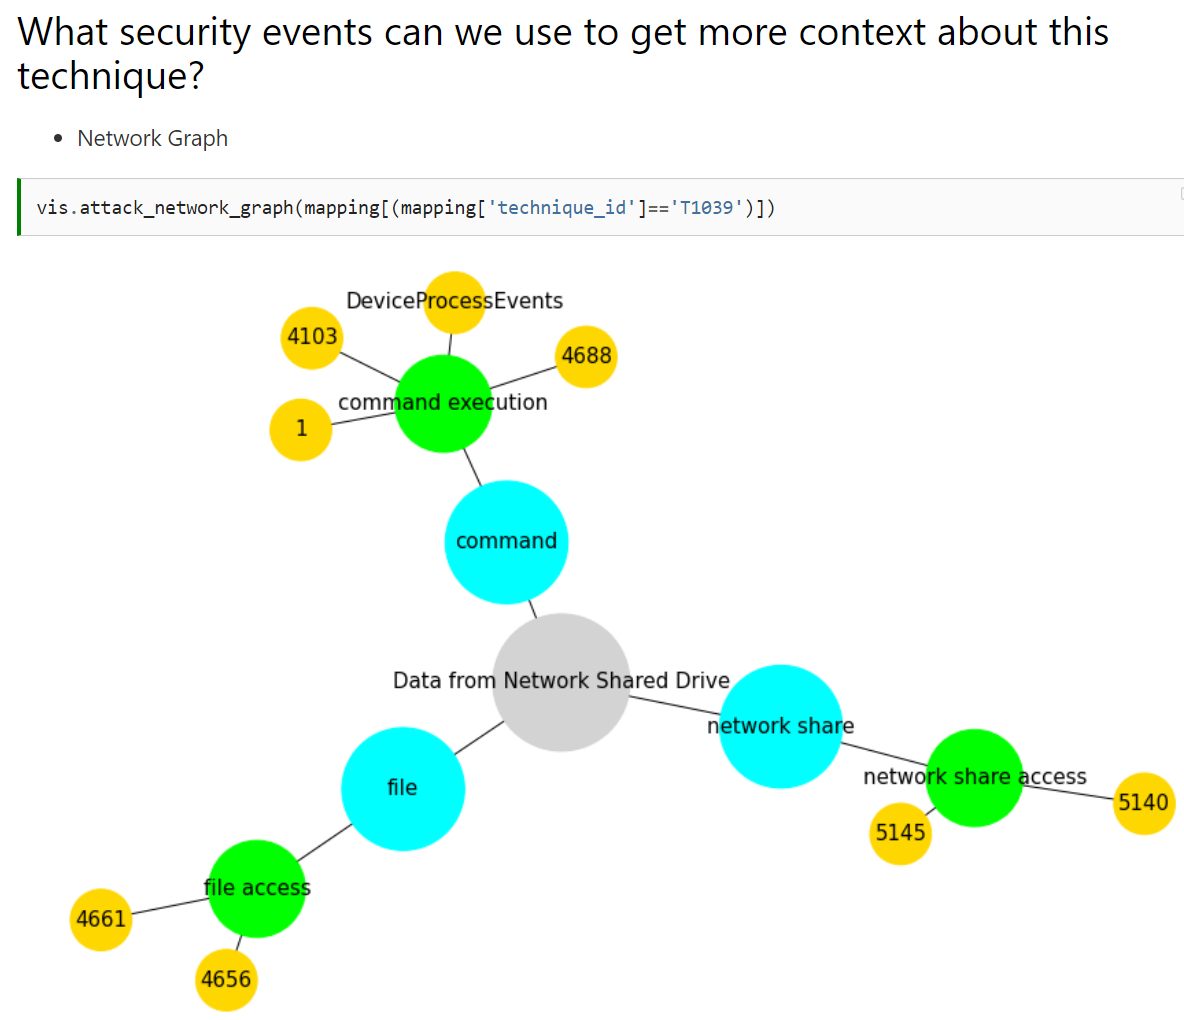 What security events can we use to get more context about this
technique?
Network Graph
vis.attack_network_graph(mapping[(mapping['technique_id']=='T1039')])
DeviceProcessEvents
4103
4688
command execution
1
command
Data from Network Shared Drive
network share
network share access
file
5140
5145
file access
4661
4656